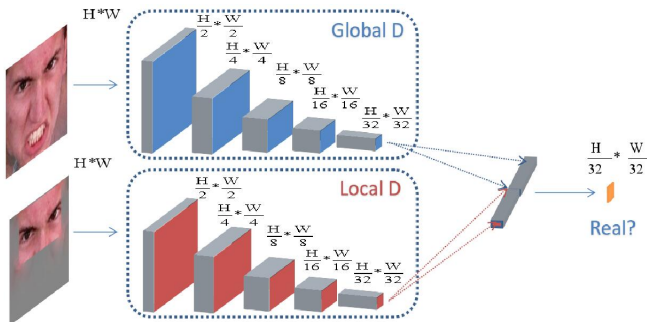 H*W
H/2 * W/2
Global D
H/4 * W/4
H/8 * W/8
H/16 * W/16
H/32 * W/32
H*W
H/2 * W/2
Local D
H/4 * W/4
H/8 * W/8
H/16 * W/16
H/32 * W/32
H/32 * W/32
Real?